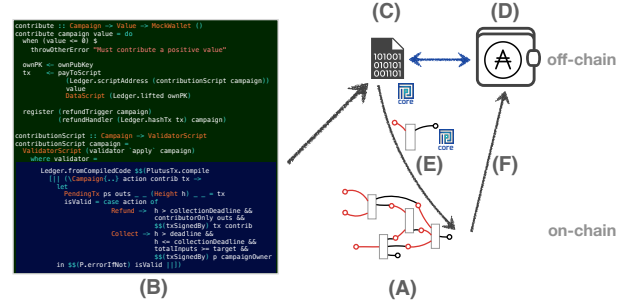 contribute :: Campaign -> Value -> MockWallet ()
contribute campaign value = do
when (value <= 0) $
throwOtherError "Must contribute a positive value"
ownPK <- ownPubKey
tx <- payToScript
(Ledger.scriptAddress (contributionScript campaign))
value
DataScript (Ledger.lifted ownPK)
register (refundTrigger campaign)
(refundHandler (Ledger.hashTx tx) campaign)
contributionScript :: Campaign -> ValidatorScript
contributionScript campaign =
ValidatorScript (validator `apply` campaign)
where validator =
Ledger.fromCompiledCode $$(PlutusTx.compile
[|| (\Campaign{..} action contrib tx ->
let
PendingTx ps outs _ _ (Height h) _ _ = tx
isValid = case action of
Refund -> h > collectionDeadline &&
contributorOnly outs &&
$$(txSignedBy) tx contrib
Collect -> h > deadline &&
h <= collectionDeadline &&
totalInputs >= target &&
$$(txSignedBy) p campaignOwner
in $$(P.errorIfNot) isValid ||])
(B)
(C)
(D)
101001
010101
001101
core
off-chain
core
(E)
(F)
on-chain
(A)